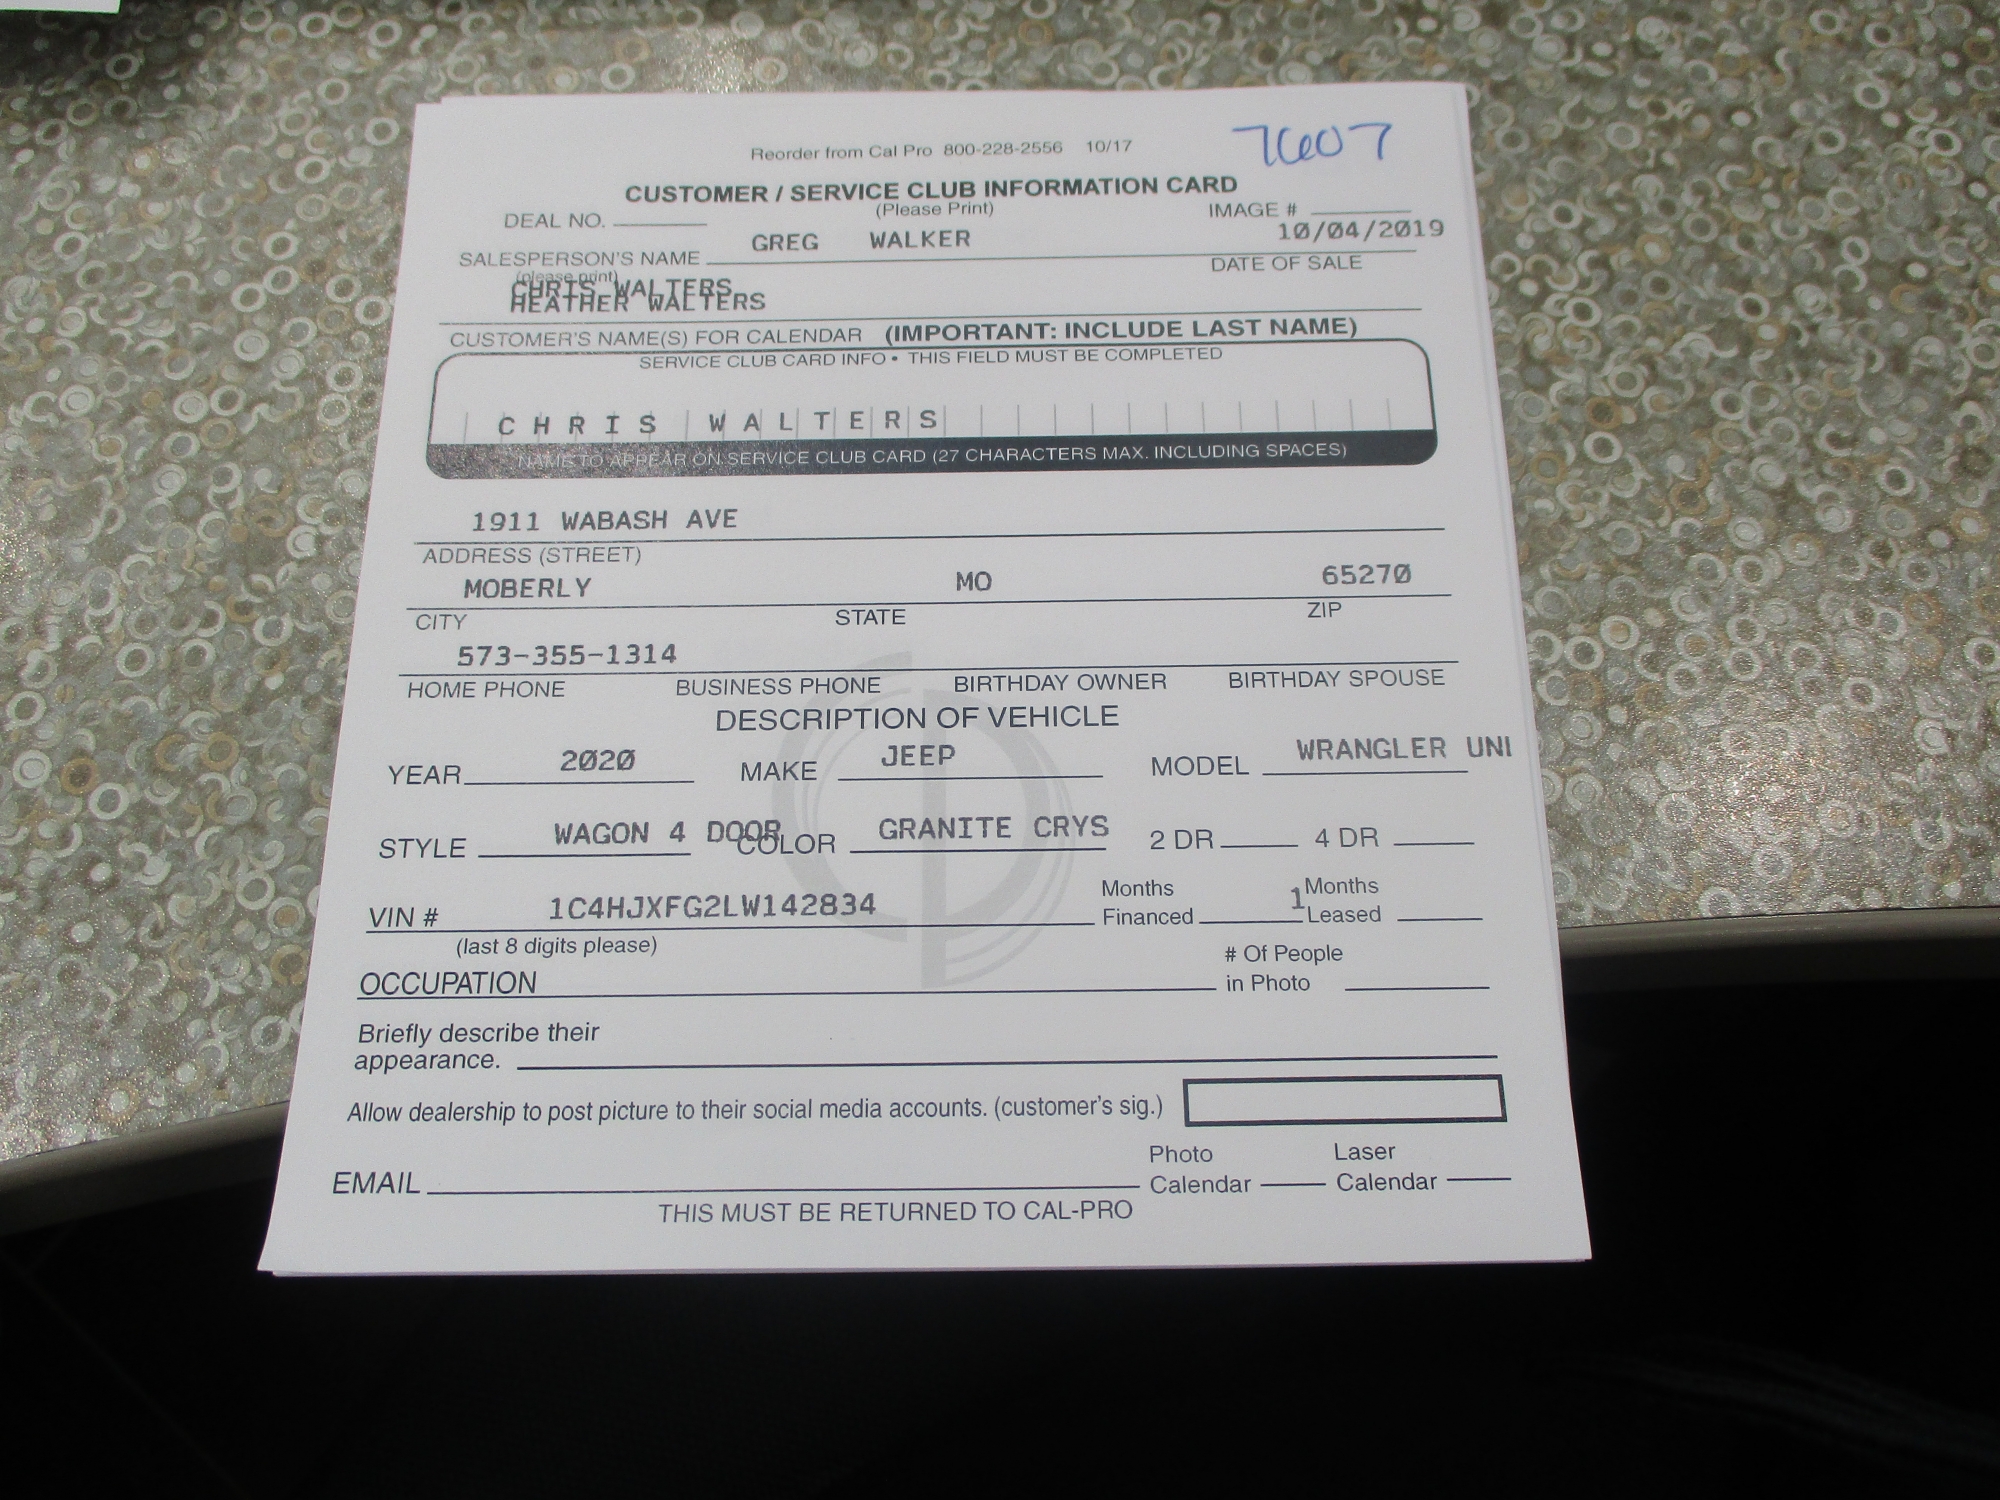 7607
Reorder from Cal Pro 800-228-2556 10/17
CUSTOMER / SERVICE CLUB INFORMATION CARD
(Please Print)
DEAL NO. IMAGE #
GREG WALKER 10/04/2019
SALESPERSON'S NAME DATE OF SALE
(please print)
CHRIS WALTERS
HEATHER WALTERS
CUSTOMER'S NAME(S) FOR CALENDAR (IMPORTANT: INCLUDE LAST NAME)
SERVICE CLUB CARD INFO • THIS FIELD MUST BE COMPLETED
CHRIS WALTERS
NAME TO APPEAR ON SERVICE CLUB CARD (27 CHARACTERS MAX. INCLUDING SPACES)
1911 WABASH AVE
ADDRESS (STREET)
MOBERLY MO 65270
CITY STATE ZIP
573-355-1314
HOME PHONE BUSINESS PHONE BIRTHDAY OWNER BIRTHDAY SPOUSE
DESCRIPTION OF VEHICLE
YEAR 2020 MAKE JEEP MODEL WRANGLER UNI
STYLE WAGON 4 DOOR COLOR GRANITE CRYS 2 DR 4 DR
VIN # 1C4HJXFG2LW142834 Months Financed 1 Months Leased
(last 8 digits please)
OCCUPATION # Of People in Photo
Briefly describe their
appearance.
Allow dealership to post picture to their social media accounts. (customer's sig.)
EMAIL Photo Calendar Laser Calendar
THIS MUST BE RETURNED TO CAL-PRO